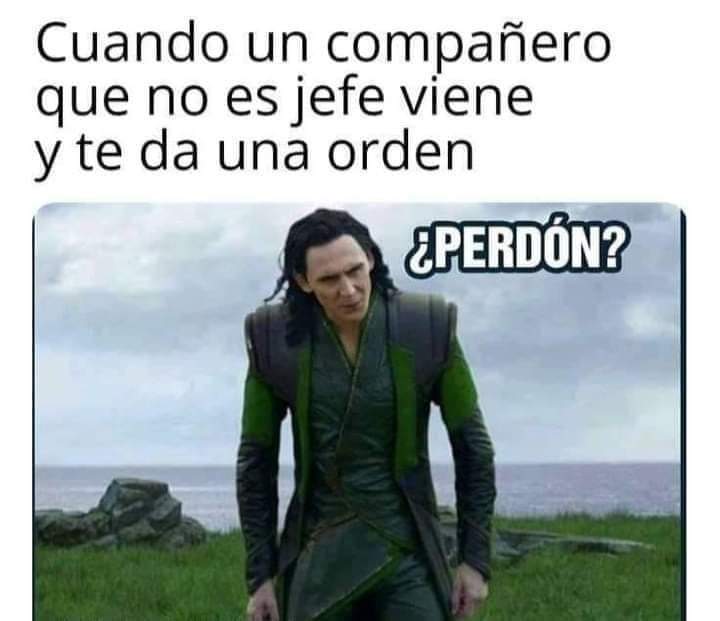 Cuando un compañero
que no es jefe viene
y te da una orden
¿PERDÓN?